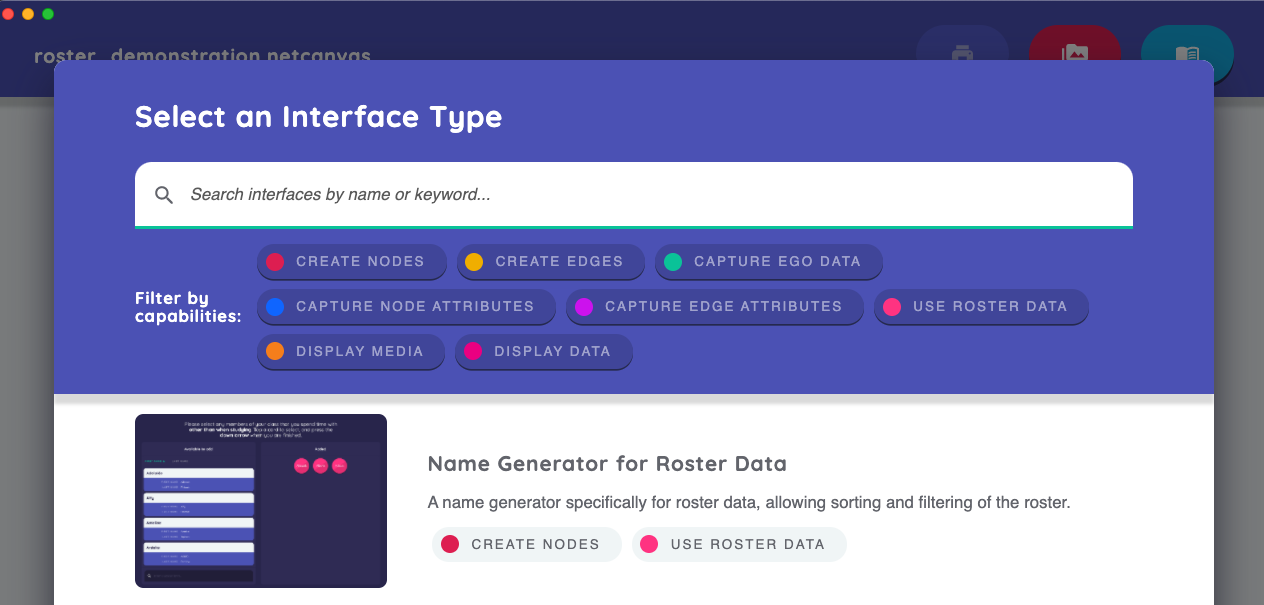 roster_demonstration.netcanvas
Select an Interface Type
Search interfaces by name or keyword...
Filter by
capabilities:
CREATE NODES
CREATE EDGES
CAPTURE EGO DATA
CAPTURE NODE ATTRIBUTES
CAPTURE EDGE ATTRIBUTES
USE ROSTER DATA
DISPLAY MEDIA
DISPLAY DATA
Please select any members of your class that you spend time with
other than when studying. Tap a card to select, and press the
down arrow when you are finished.
Name Generator for Roster Data
A name generator specifically for roster data, allowing sorting and filtering of the roster.
CREATE NODES
USE ROSTER DATA